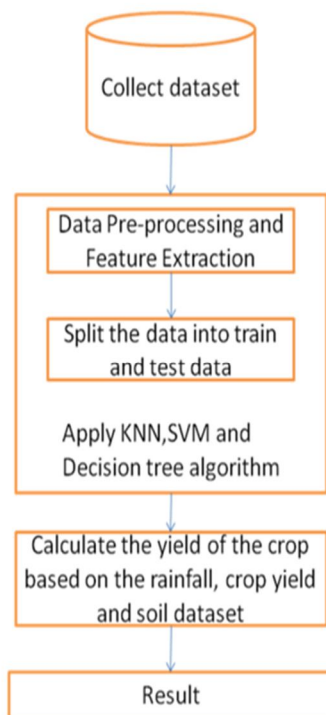 Collect dataset
Data Pre-processing and
Feature Extraction
Split the data into train
and test data
Apply KNN,SVM and
Decision tree algorithm
Calculate the yield of the crop
based on the rainfall, crop yield
and soil dataset
Result